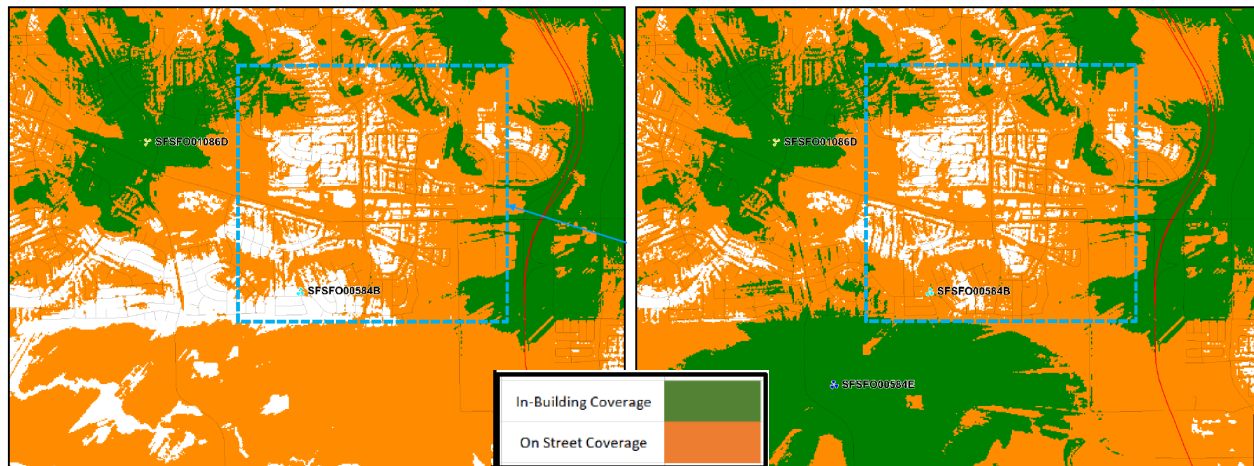 SFSFO01086D
SFSFO01086D
SFSFO00584B
SFSFO00584B
SFSFO00584E
In-Building Coverage
On Street Coverage